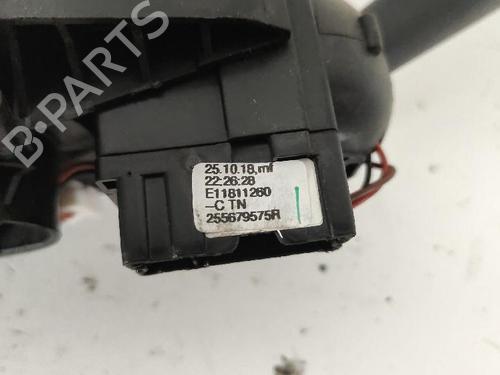 B-PARTS
25.10.18,mf
22:26:28
E11811260
-C TN
255679575R